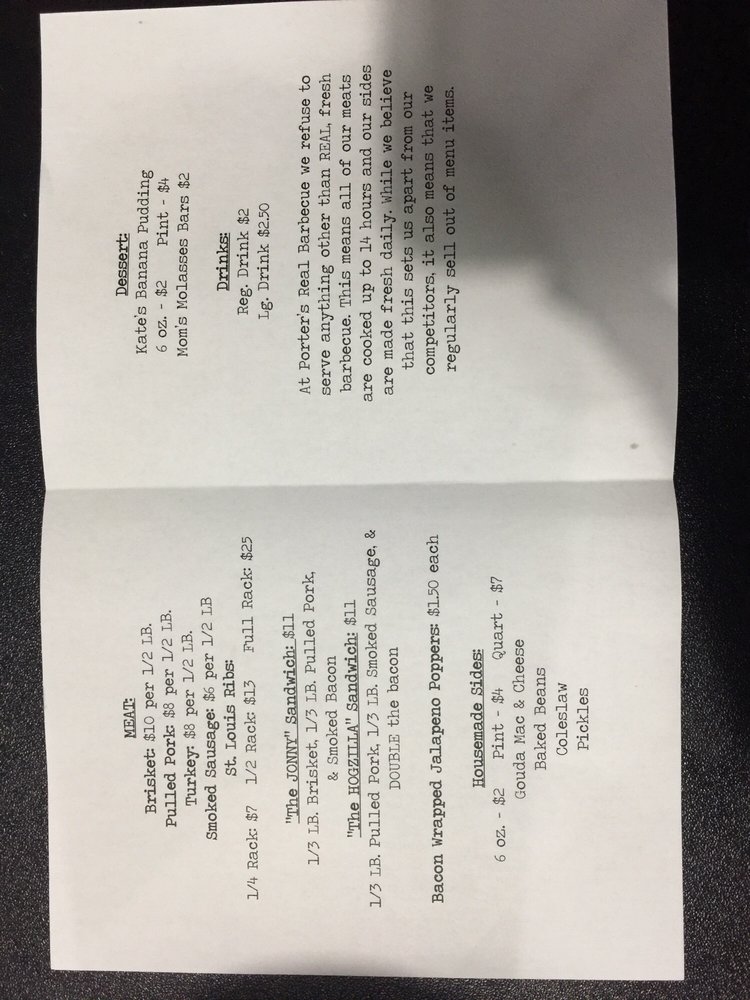 MEAT:
Brisket: $10 per 1/2 LB.
Pulled Pork: $8 per 1/2 LB.
Turkey: $8 per 1/2 LB.
Smoked Sausage: $6 per 1/2 LB
St. Louis Ribs:
1/4 Rack: $7 1/2 Rack: $13 Full Rack: $25
"The JONNY" Sandwich: $11
1/3 LB. Brisket, 1/3 LB. Pulled Pork,
& Smoked Bacon
"The HOGZILLA" Sandwich: $11
1/3 LB. Pulled Pork, 1/3 LB. Smoked Sausage, &
DOUBLE the bacon
Bacon Wrapped Jalapeno Poppers: $1.50 each
Housemade Sides:
6 oz. - $2 Pint - $4 Quart - $7
Gouda Mac & Cheese
Baked Beans
Coleslaw
Pickles
Dessert:
Kate's Banana Pudding
6 oz. - $2 Pint - $4
Mom's Molasses Bars $2
Drinks:
Reg. Drink $2
Lg. Drink $2.50
At Porter's Real Barbecue we refuse to
serve anything other than REAL, fresh
barbecue. This means all of our meats
are cooked up to 14 hours and our sides
are made fresh daily. While we believe
that this sets us apart from our
competitors, it also means that we
regularly sell out of menu items.